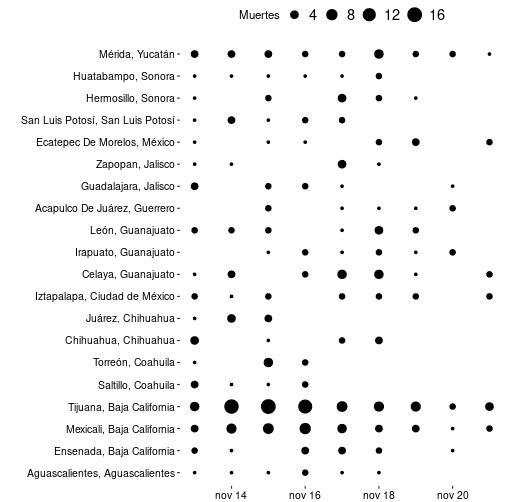 Muertes 4 8 12 16
Mérida, Yucatán
Huatabampo, Sonora
Hermosillo, Sonora
San Luis Potosí, San Luis Potosí
Ecatepec De Morelos, México
Zapopan, Jalisco
Guadalajara, Jalisco
Acapulco De Juárez, Guerrero
León, Guanajuato
Irapuato, Guanajuato
Celaya, Guanajuato
Iztapalapa, Ciudad de México
Juárez, Chihuahua
Chihuahua, Chihuahua
Torreón, Coahuila
Saltillo, Coahuila
Tijuana, Baja California
Mexicali, Baja California
Ensenada, Baja California
Aguascalientes, Aguascalientes
nov 14 nov 16 nov 18 nov 20